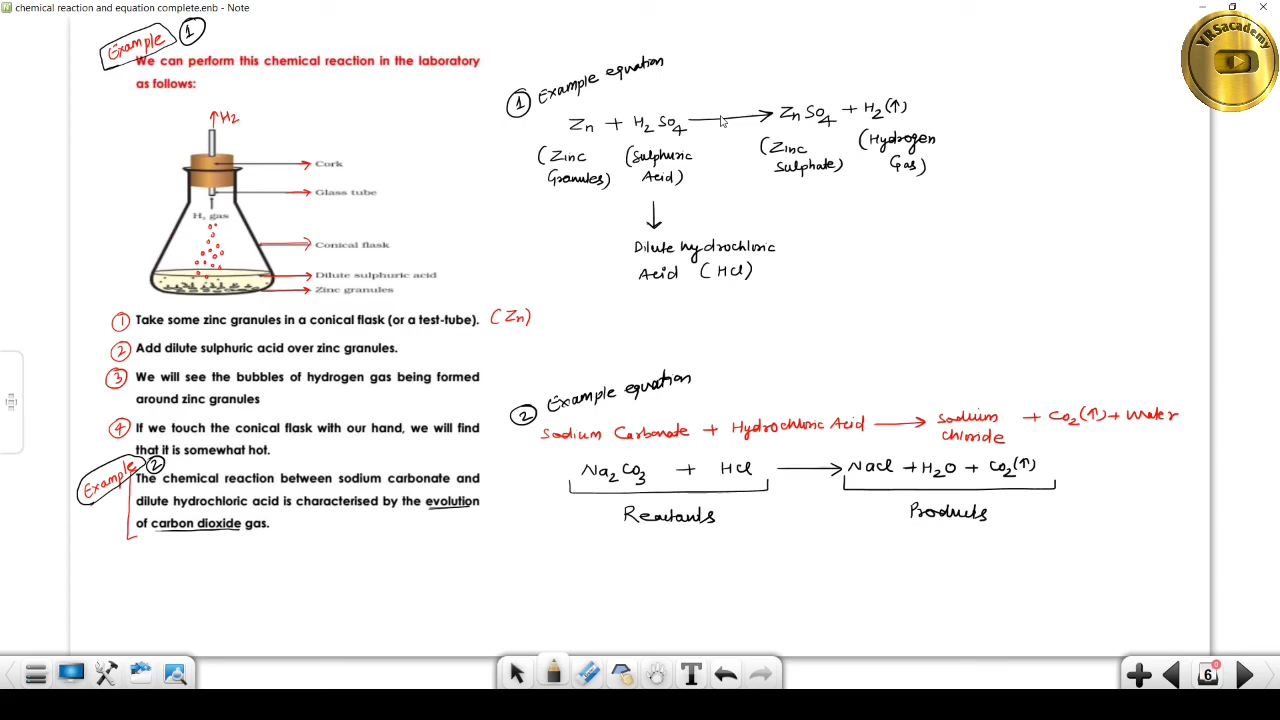 chemical reaction and equation complete.enb - Note
YRSacademy
Example 1
We can perform this chemical reaction in the laboratory
as follows:
H2
Cork
Glass tube
H₂ gas
Conical flask
Dilute sulphuric acid
Zinc granules
1 Take some zinc granules in a conical flask (or a test-tube). (Zn)
2 Add dilute sulphuric acid over zinc granules.
3 We will see the bubbles of hydrogen gas being formed
around zinc granules
4 If we touch the conical flask with our hand, we will find
that it is somewhat hot.
Example 2
The chemical reaction between sodium carbonate and
dilute hydrochloric acid is characterised by the evolution
of carbon dioxide gas.
1 Example equation
Zn + H₂SO₄ → ZnSO₄ + H₂(↑)
(Zinc Granules) (Sulphuric Acid) (Zinc Sulphate) (Hydrogen Gas)
↓
Dilute hydrochloric
Acid (HCl)
2 Example equation
Sodium Carbonate + Hydrochloric Acid → Sodium chloride + CO₂(↑) + Water
Na₂CO₃ + HCl → NaCl + H₂O + CO₂(↑)
Reactants Products
T
6
0